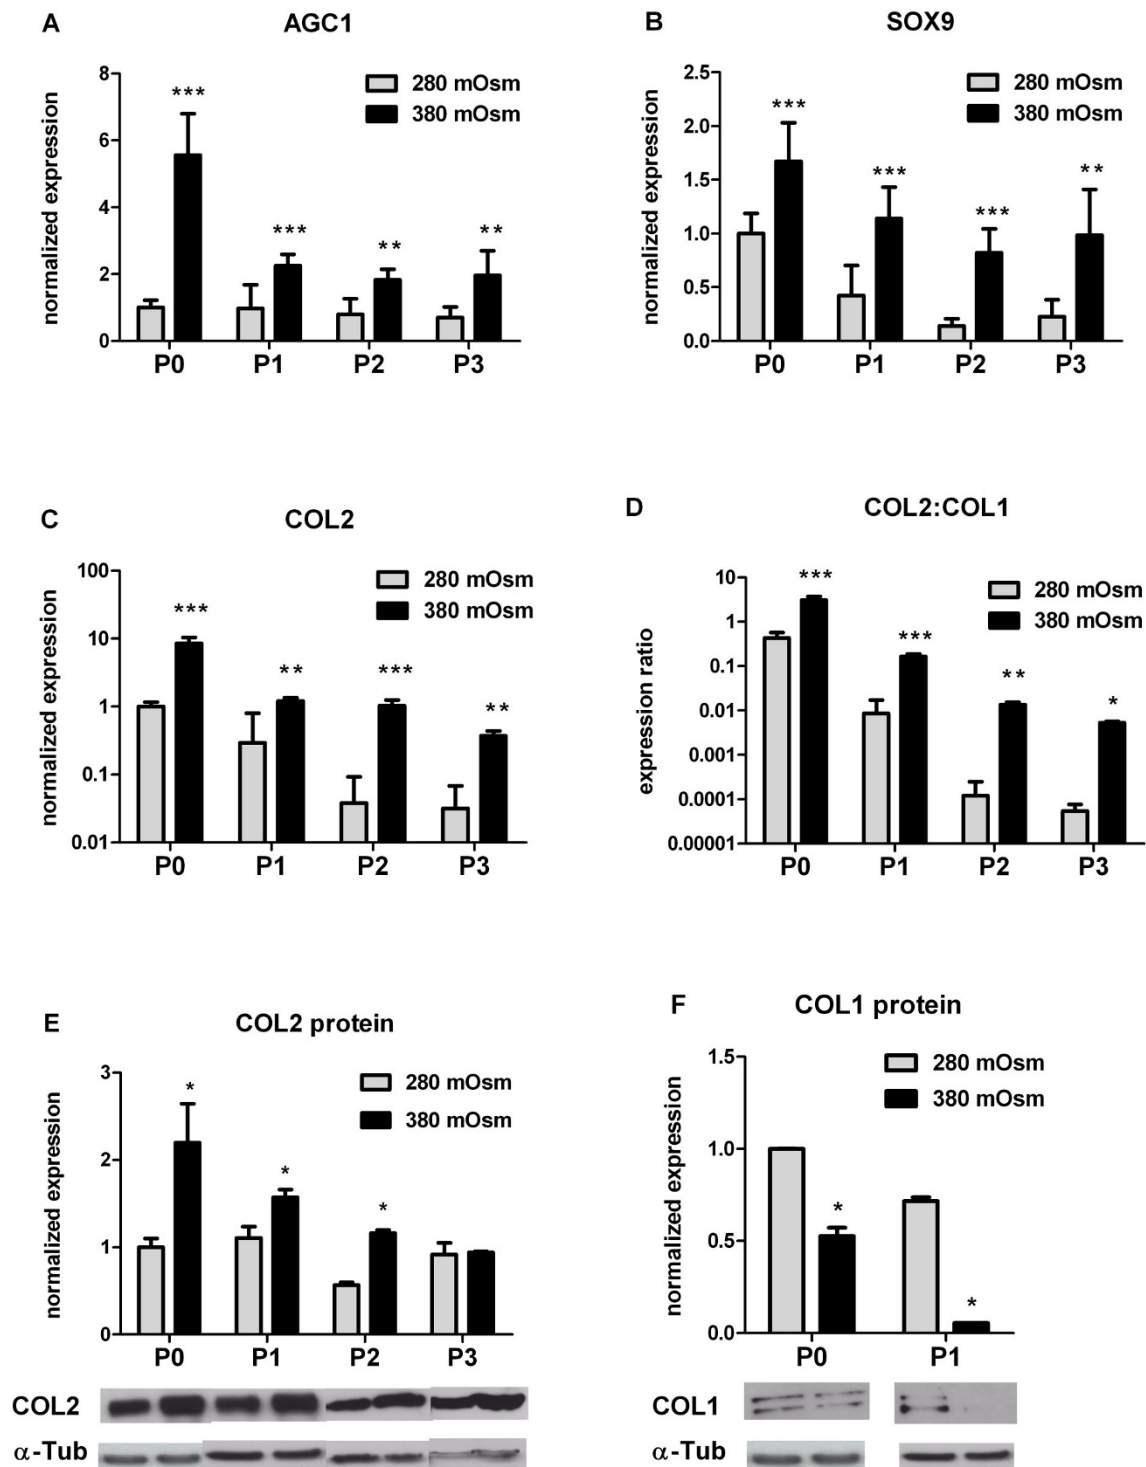 A
AGC1
normalized expression
8
6
4
2
0
280 mOsm
380 mOsm
***
***
**
**
P0 P1 P2 P3
B
SOX9
normalized expression
2.5
2.0
1.5
1.0
0.5
0.0
280 mOsm
380 mOsm
***
***
***
**
P0 P1 P2 P3
C
COL2
normalized expression
100
10
1
0.1
0.01
280 mOsm
380 mOsm
***
**
***
**
P0 P1 P2 P3
D
COL2:COL1
expression ratio
10
1
0.1
0.01
0.001
0.0001
0.00001
280 mOsm
380 mOsm
***
***
**
*
P0 P1 P2 P3
E
COL2 protein
normalized expression
3
2
1
0
280 mOsm
380 mOsm
*
*
*
P0 P1 P2 P3
COL2
α-Tub
F
COL1 protein
normalized expression
1.5
1.0
0.5
0.0
280 mOsm
380 mOsm
*
*
P0 P1
COL1
α-Tub